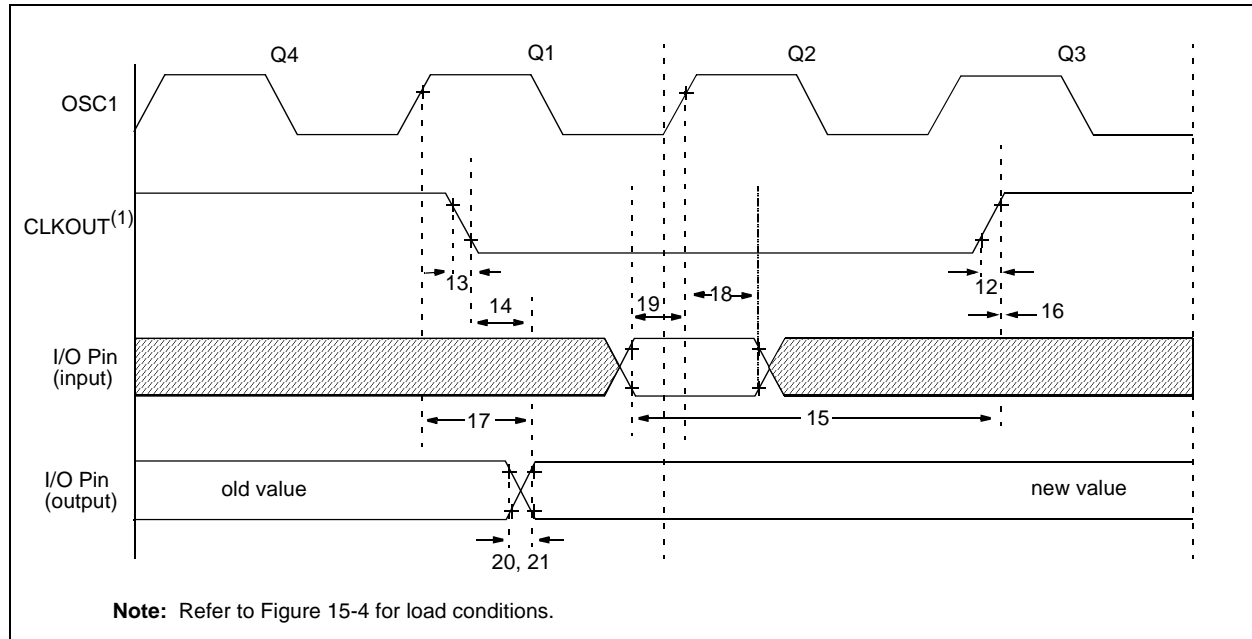 Q4 Q1 Q2 Q3
OSC1
CLKOUT(1)
13
12
14
19
18
16
I/O Pin
(input)
17
15
I/O Pin
(output)
old value
new value
20, 21
Note: Refer to Figure 15-4 for load conditions.